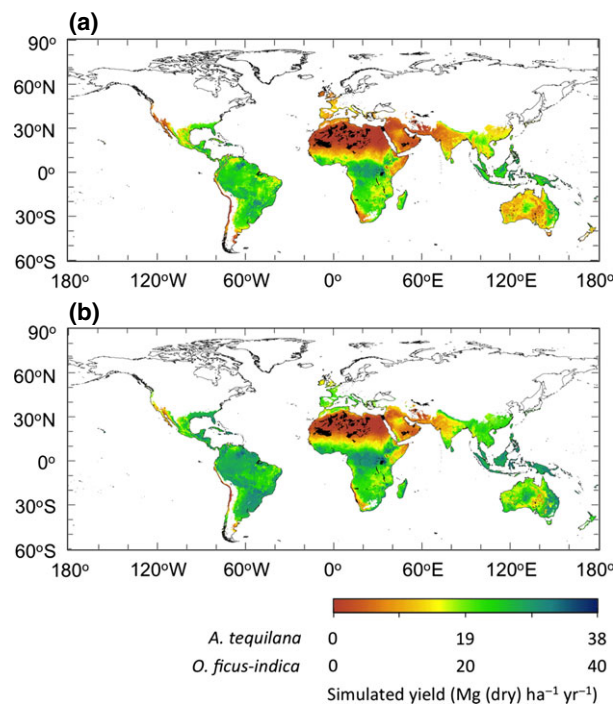 (a)
90°
60°N
30°N
0°
30°S
60°S
180° 120°W 60°W 0° 60°E 120°E 180°
(b)
90°
60°N
30°N
0°
30°S
60°S
180° 120°W 60°W 0° 60°E 120°E 180°
A. tequilana 0 19 38
O. ficus-indica 0 20 40
Simulated yield (Mg (dry) ha⁻¹ yr⁻¹)